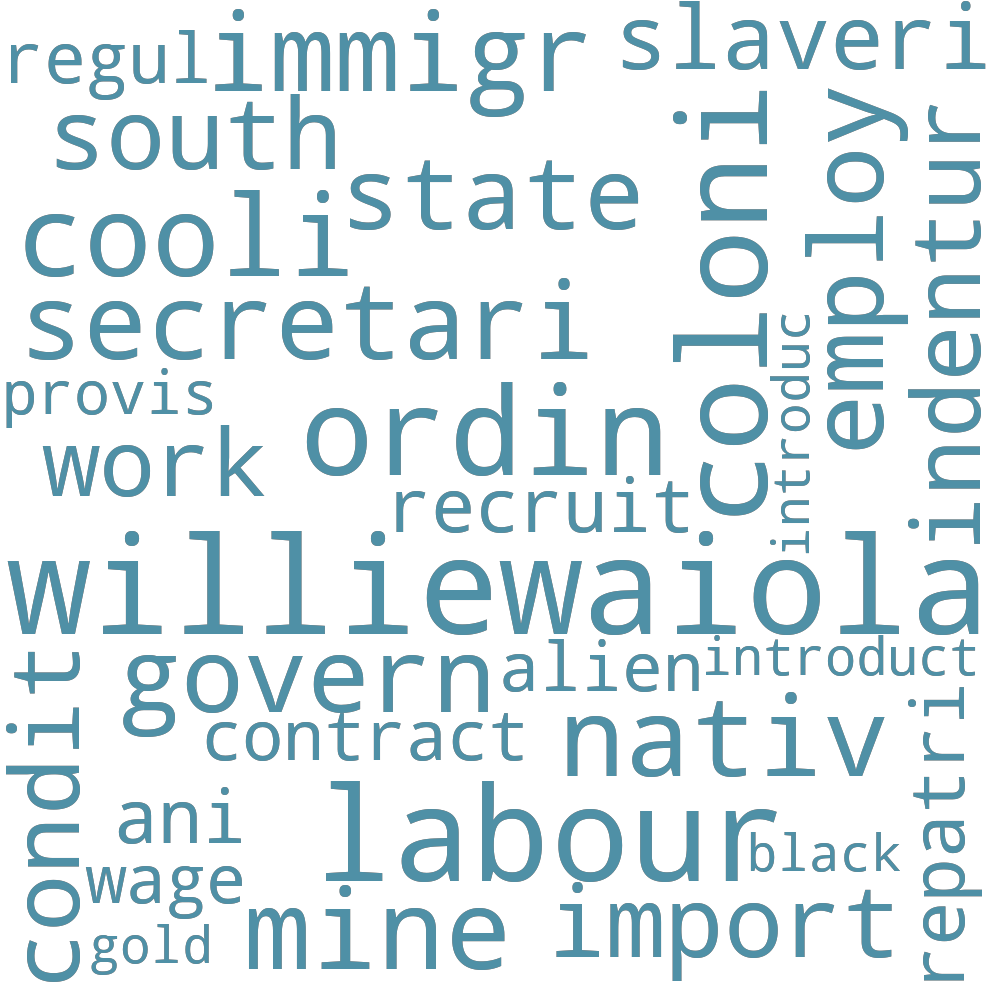 regul
immigr
slaveri
south
state
cooli
coloni
employ
indentur
secretari
introduc
provis
ordin
work
recruit
williewaiola
govern
alien
introduct
condit
contract
nativ
repatri
ani
labour
black
wage
mine
import
gold